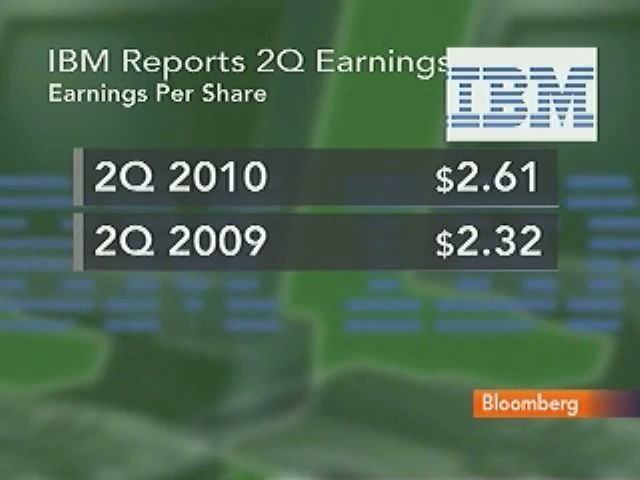 IBM Reports 2Q Earnings
Earnings Per Share
IBM
2Q 2010 $2.61
2Q 2009 $2.32
Bloomberg